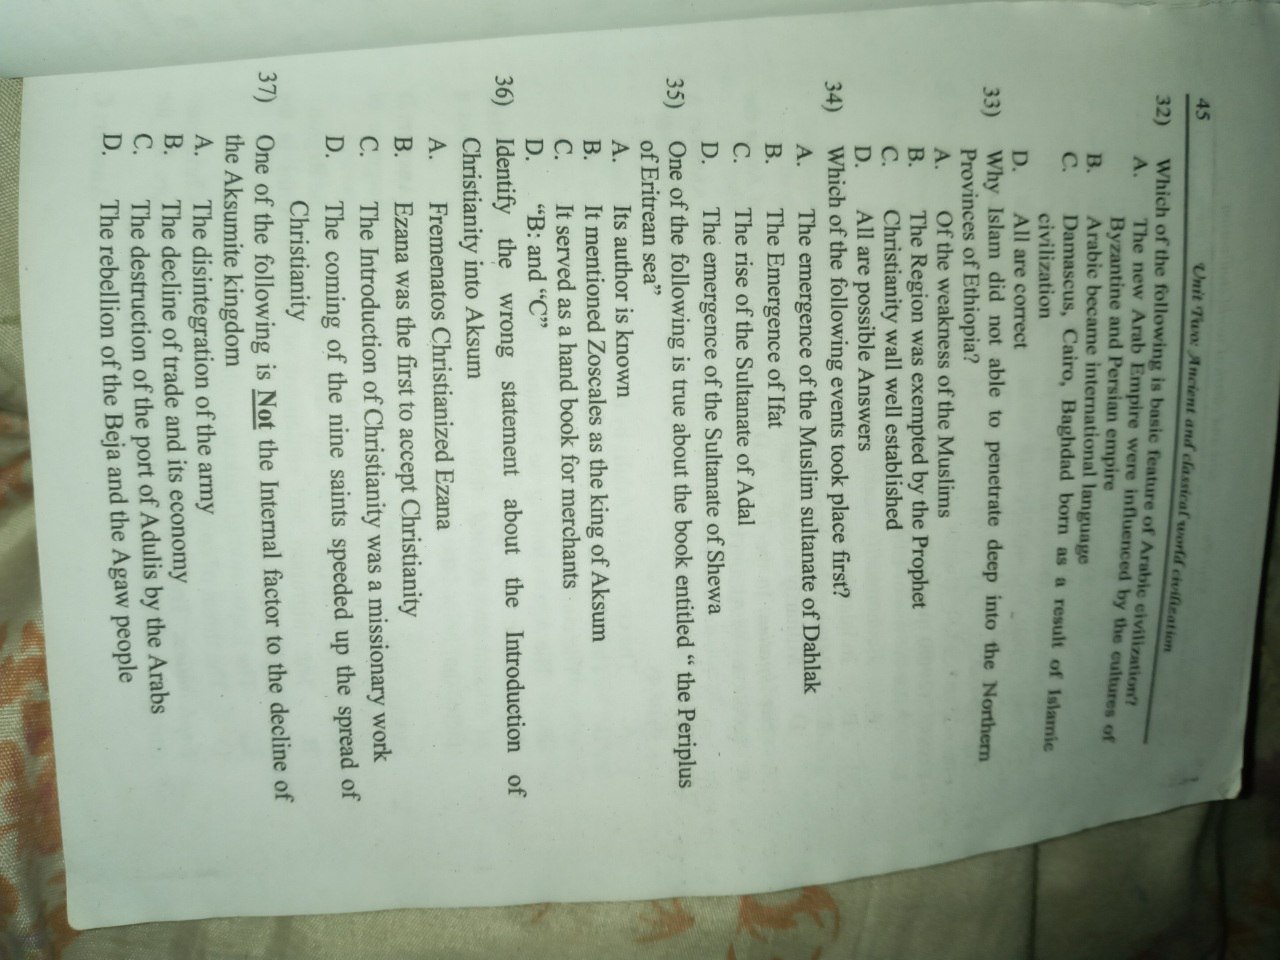 45
Unit Two: Ancient and classical world civilization
32) Which of the following is basic feature of Arabic civilization?
A. The new Arab Empire were influenced by the cultures of
Byzantine and Persian empire
B. Arabic became international language
C. Damascus, Cairo, Baghdad born as a result of Islamic
civilization
D. All are correct
33) Why Islam did not able to penetrate deep into the Northern
Provinces of Ethiopia?
A. Of the weakness of the Muslims
B. The Region was exempted by the Prophet
C. Christianity wall well established
D. All are possible Answers
34) Which of the following events took place first?
A. The emergence of the Muslim sultanate of Dahlak
B. The Emergence of Ifat
C. The rise of the Sultanate of Adal
D. The emergence of the Sultanate of Shewa
35) One of the following is true about the book entitled “ the Periplus
of Eritrean sea”
A. Its author is known
B. It mentioned Zoscales as the king of Aksum
C. It served as a hand book for merchants
D. “B: and “C”
36) Identify the wrong statement about the Introduction of
Christianity into Aksum
A. Fremenatos Christianized Ezana
B. Ezana was the first to accept Christianity
C. The Introduction of Christianity was a missionary work
D. The coming of the nine saints speeded up the spread of
Christianity
37) One of the following is Not the Internal factor to the decline of
the Aksumite kingdom
A. The disintegration of the army
B. The decline of trade and its economy
C. The destruction of the port of Adulis by the Arabs
D. The rebellion of the Beja and the Agaw people